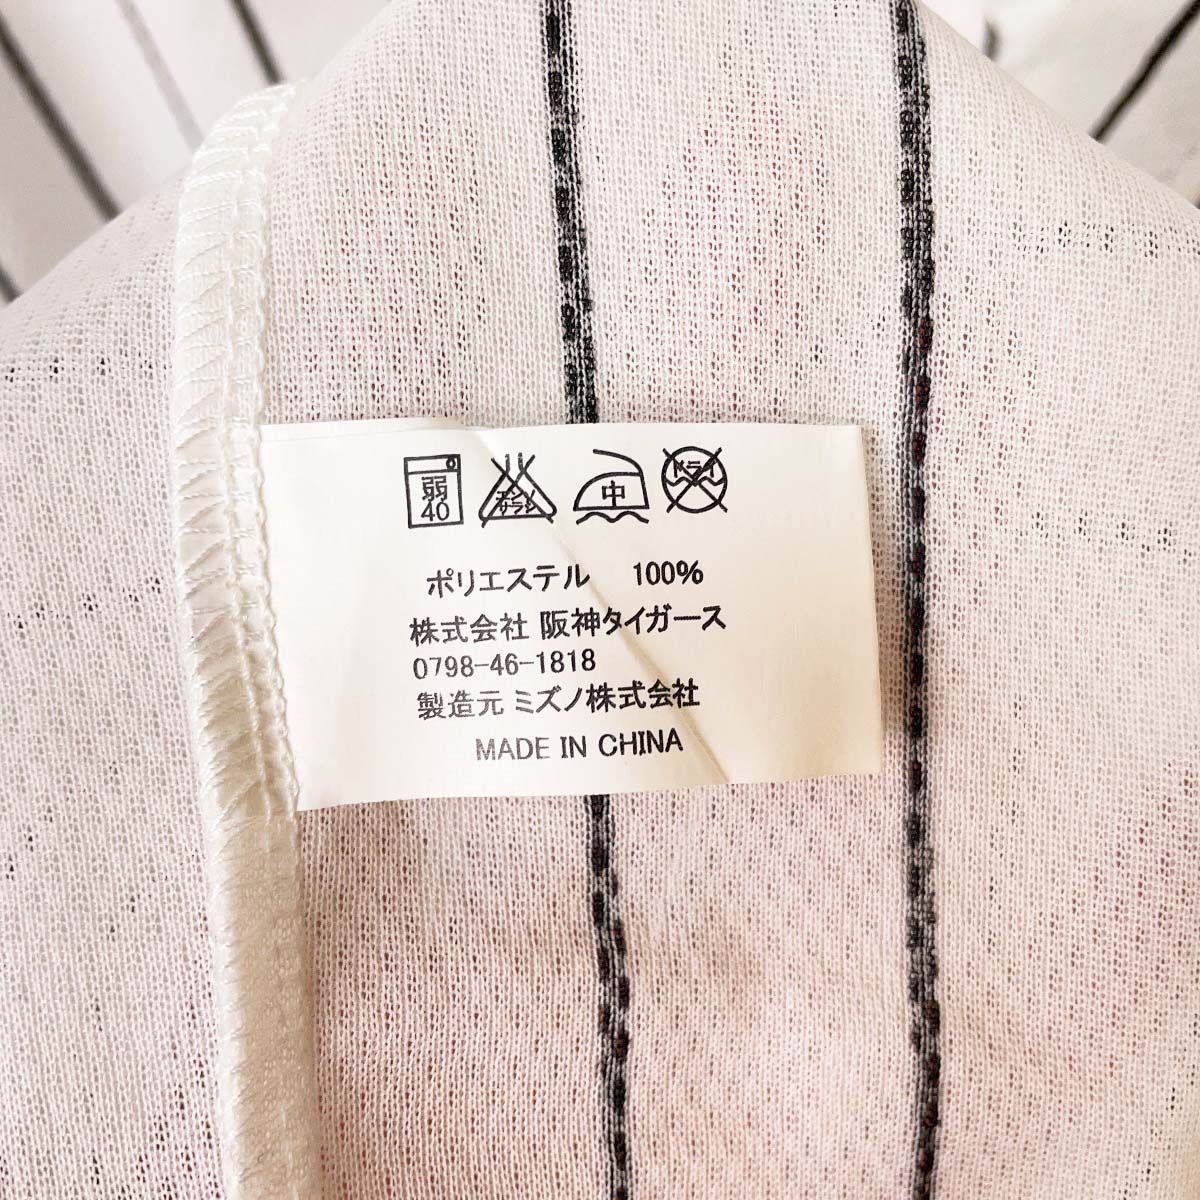 弱 40 エンソサラシ 中 ドライ
ポリエステル 100%
株式会社 阪神タイガース
0798-46-1818
製造元 ミズノ株式会社
MADE IN CHINA